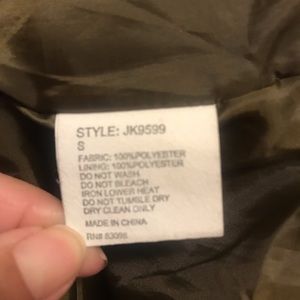 STYLE: JK9599
S
FABRIC: 100%POLYESTER
LINING: 100%POLYESTER
DO NOT WASH.
DO NOT BLEACH
IRON LOWER HEAT
DO NOT TUMBLE DRY
DRY CLEAN ONLY
MADE IN CHINA
RN# 83098